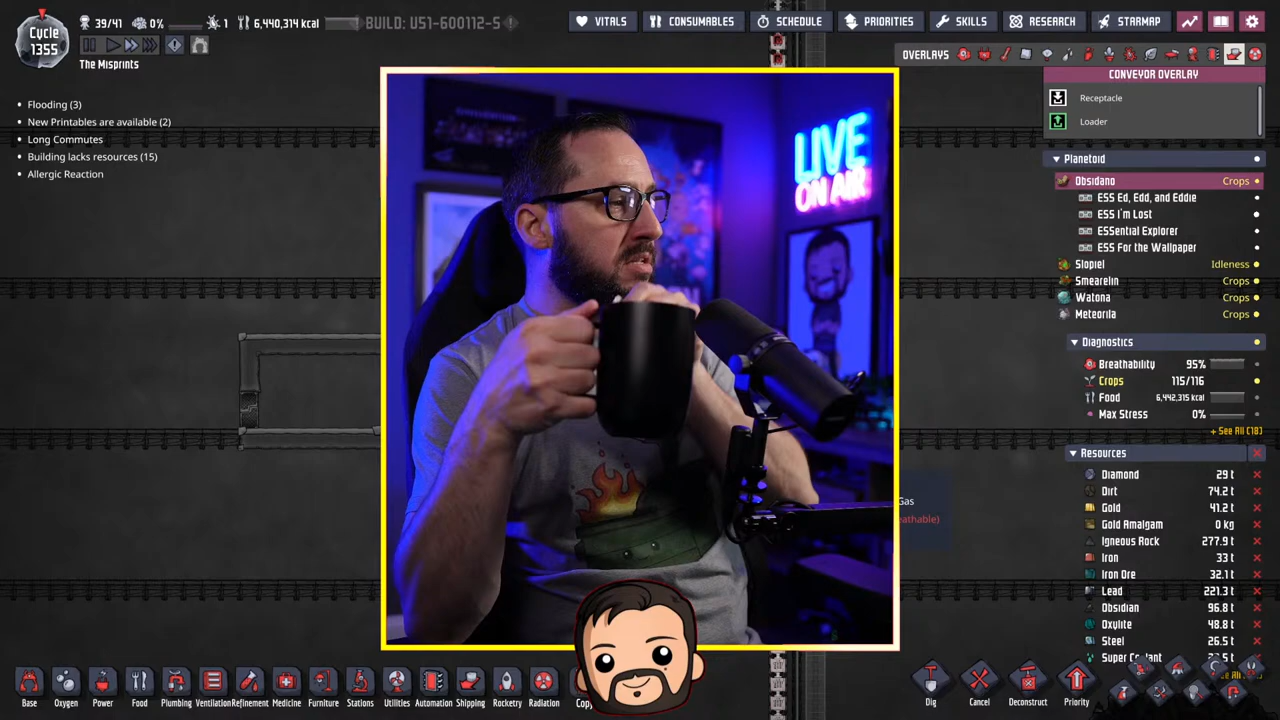 Cycle
1355
39/41
0%
1
6,440,314 kcal
BUILD: U51-600112-S
VITALS
CONSUMABLES
SCHEDULE
PRIORITIES
SKILLS
RESEARCH
STARMAP
The Misprints
OVERLAYS
CONVEYOR OVERLAY
Receptacle
Loader
Flooding (3)
New Printables are available (2)
Long Commutes
Building lacks resources (15)
Allergic Reaction
LIVE
ON AIR
Planetoid
Obsidano Crops
ESS Ed, Edd, and Eddie
ESS I'm Lost
ESSential Explorer
ESS For the Wallpaper
Slopiel Idleness
Smearelin Crops
Watona Crops
Meteorila Crops
Diagnostics
Breathability 95%
Crops 115/116
Food 6,442,315 kcal
Max Stress 0%
+ See All (18)
Resources
Diamond 29 t
Dirt 74.2 t
Gold 41.2 t
Gold Amalgam 0 kg
Igneous Rock 277.9 t
Iron 33 t
Iron Ore 32.1 t
Lead 221.3 t
Obsidian 96.8 t
Oxylite 48.8 t
Steel 26.5 t
Super Coolant
Gas
eathable)
Base
Oxygen
Power
Food
Plumbing
Ventilation
Refinement
Medicine
Furniture
Stations
Utilities
Automation
Shipping
Rocketry
Radiation
Copy
Dig
Cancel
Deconstruct
Priority